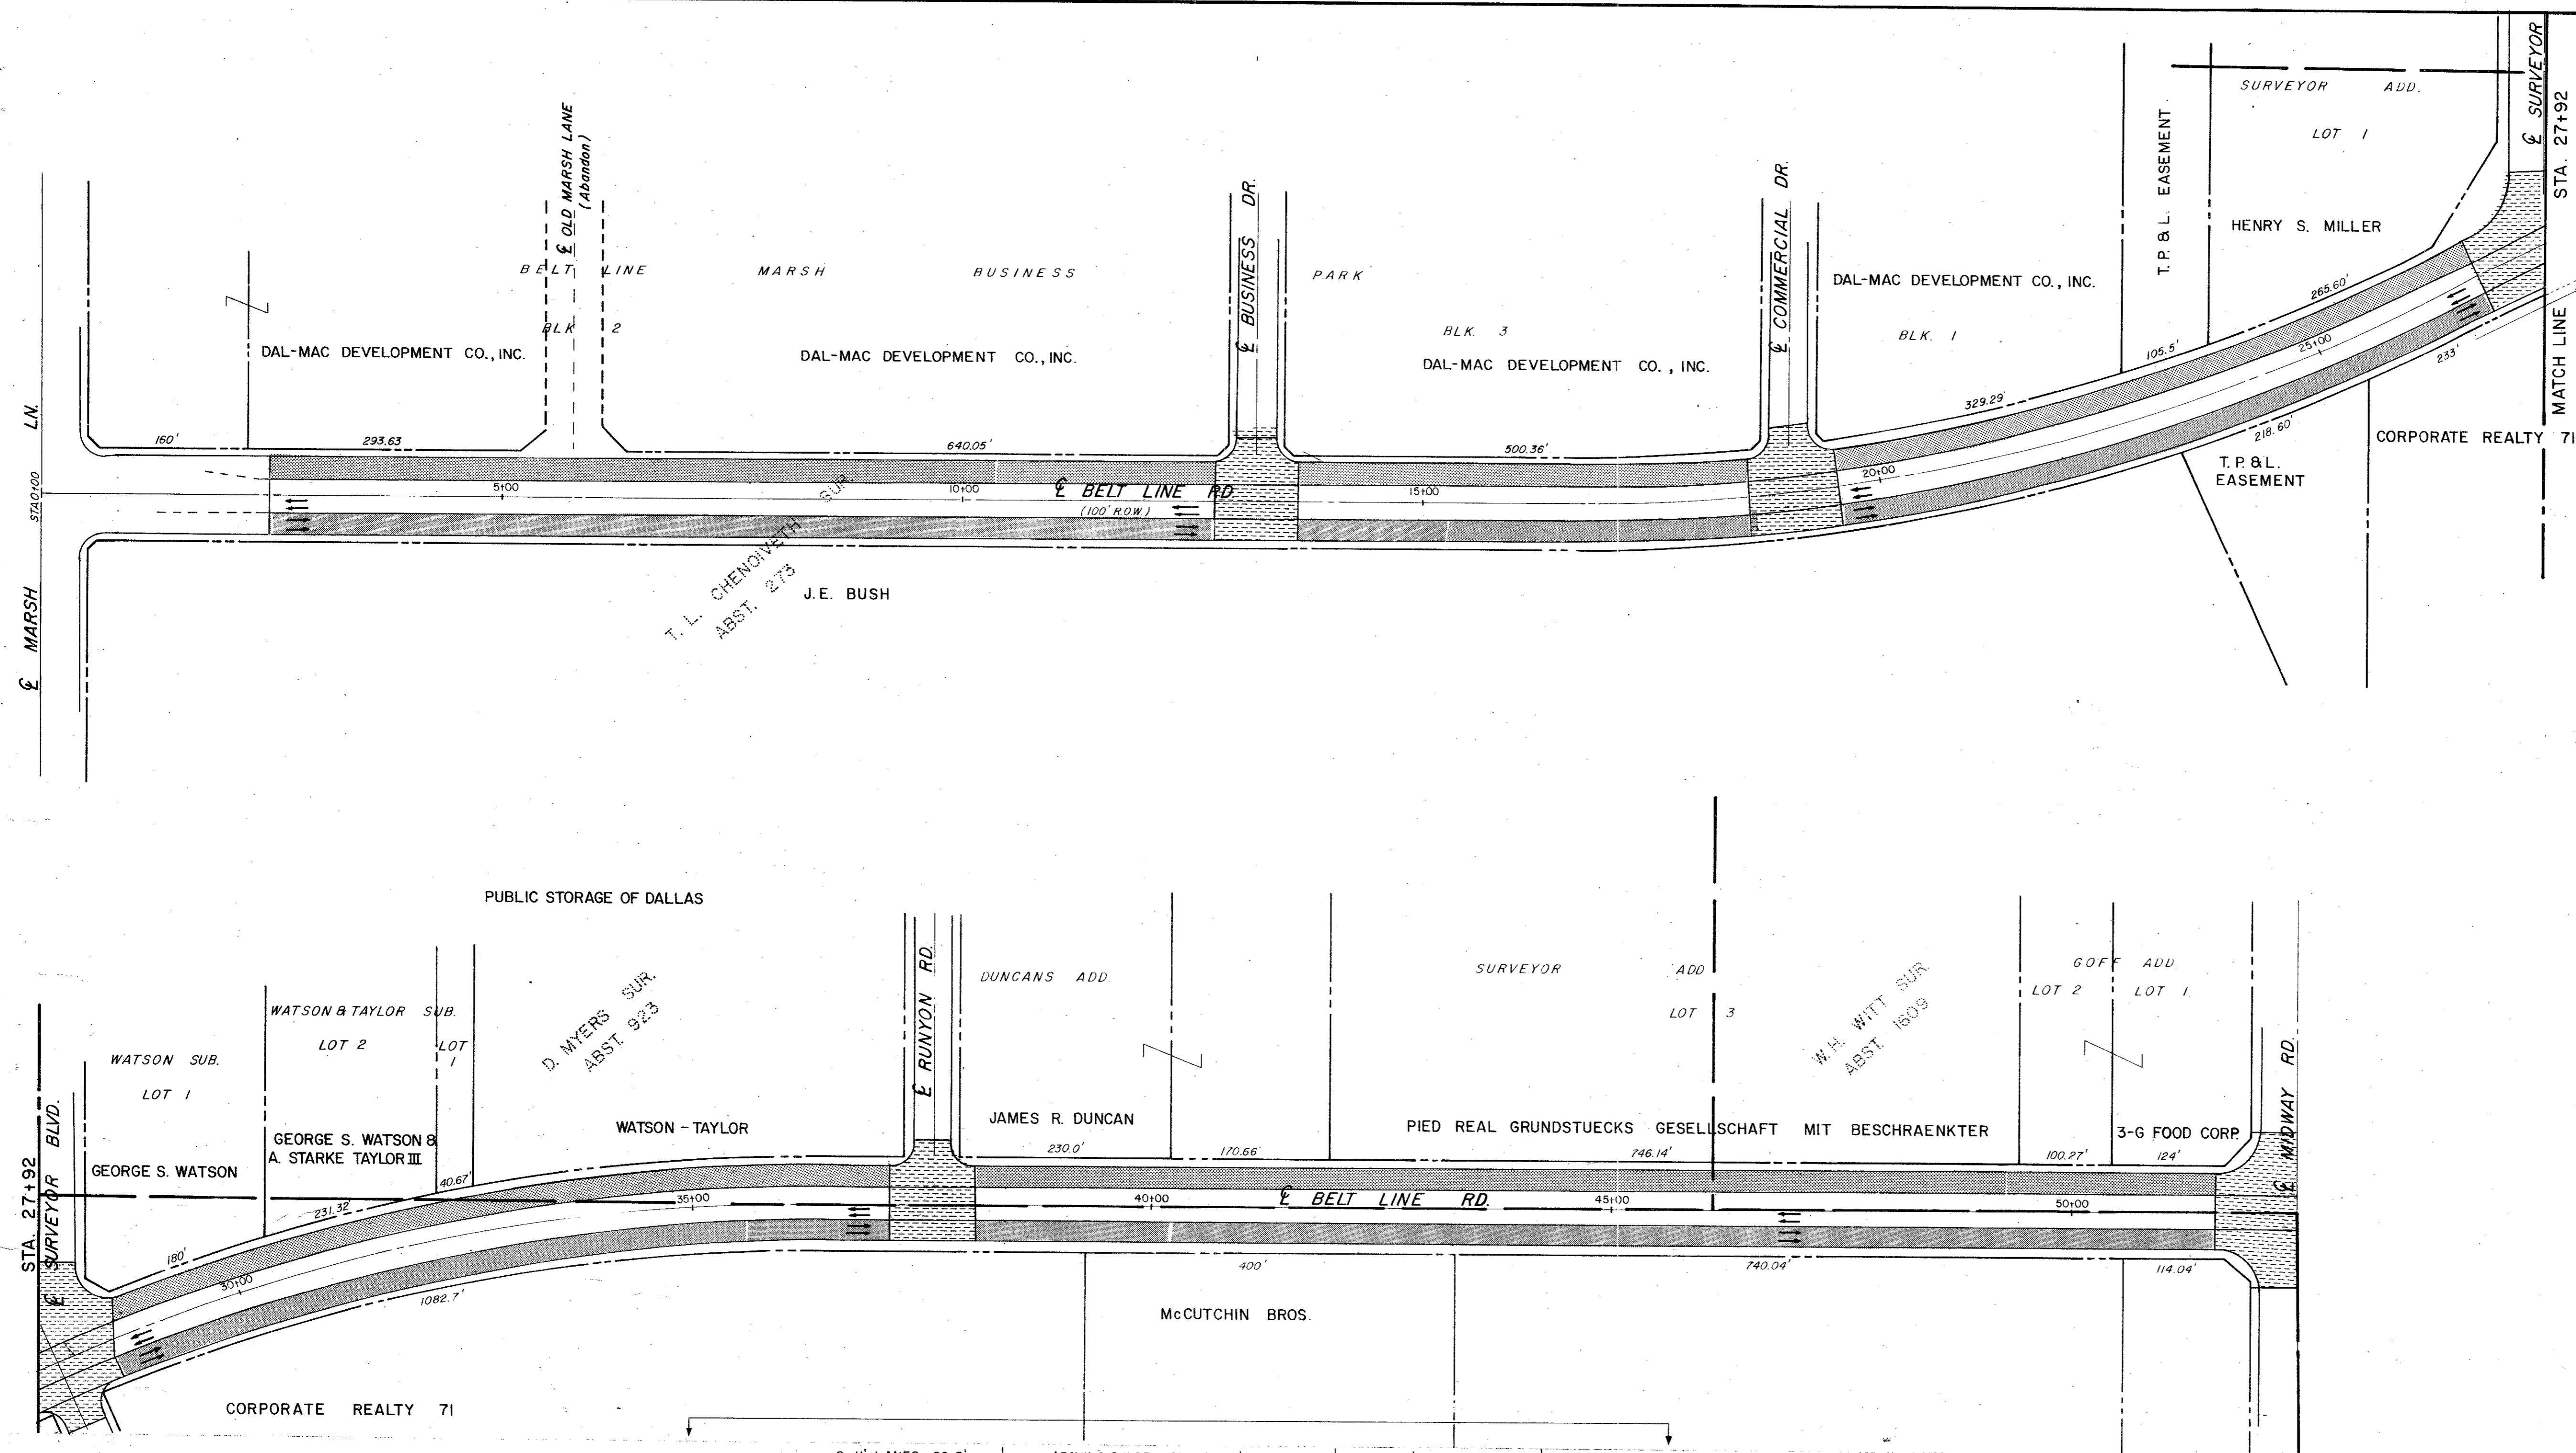 ℄ SURVEYOR
STA. 27+92
MATCH LINE
SURVEYOR ADD.
LOT 1
T.P. & L. EASEMENT
HENRY S. MILLER
℄ OLD MARSH LANE
(Abandon)
℄ BUSINESS DR.
℄ COMMERCIAL DR.
BELT LINE MARSH BUSINESS PARK
DAL-MAC DEVELOPMENT CO., INC.
BLK 2
BLK. 3
BLK. 1
DAL-MAC DEVELOPMENT CO., INC.
DAL-MAC DEVELOPMENT CO., INC.
DAL-MAC DEVELOPMENT CO., INC.
265.60'
25+00
105.5'
233'
329.29'
218.60'
CORPORATE REALTY 71
T.P. & L.
EASEMENT
160'
293.63
640.05'
500.36'
20+00
℄ MARSH LN.
STA 0+00
5+00
10+00
℄ BELT LINE RD.
15+00
(100' R.O.W.)
T. L. CHENOIVETH SUR.
ABST. 273
J.E. BUSH
PUBLIC STORAGE OF DALLAS
℄ RUNYON RD.
DUNCANS ADD.
SURVEYOR ADD
LOT 3
W.H. WITT SUR.
ABST. 1609
GOFF ADD.
LOT 2
LOT 1
D. MYERS SUR.
ABST. 923
WATSON & TAYLOR SUB.
LOT 2
LOT
1
WATSON SUB.
LOT 1
℄ MIDWAY RD.
STA. 27+92
℄ SURVEYOR BLVD.
GEORGE S. WATSON
GEORGE S. WATSON &
A. STARKE TAYLOR III
WATSON - TAYLOR
JAMES R. DUNCAN
PIED REAL GRUNDSTUECKS GESELLSCHAFT MIT BESCHRAENKTER
3-G FOOD CORP.
230.0'
170.66
746.14'
100.27'
124'
40.67'
231.32'
180'
30+00
35+00
40+00
℄ BELT LINE RD.
45+00
50+00
1082.7'
400'
740.04'
114.04'
McCUTCHIN BROS.
CORPORATE REALTY 71